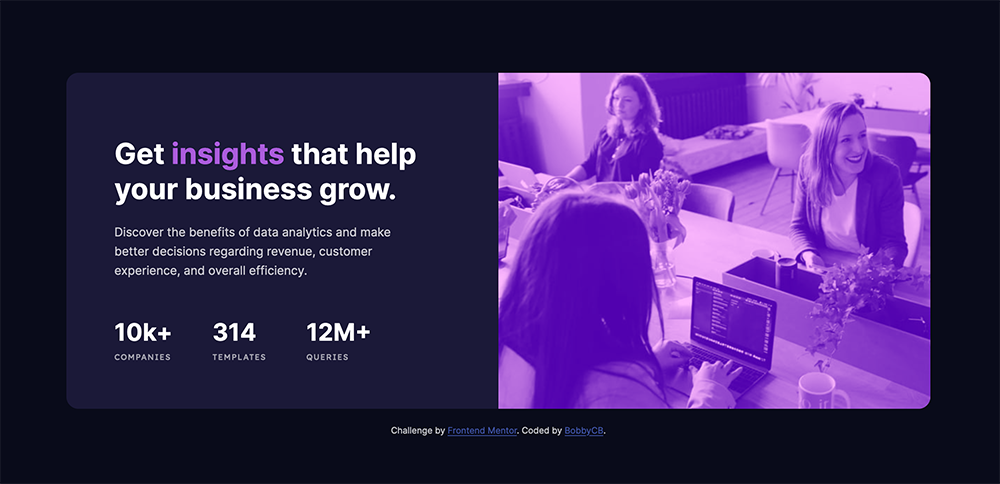 Get insights that help
your business grow.
Discover the benefits of data analytics and make
better decisions regarding revenue, customer
experience, and overall efficiency.
10k+ 314 12M+
COMPANIES TEMPLATES QUERIES
Challenge by Frontend Mentor. Coded by BobbyCB.